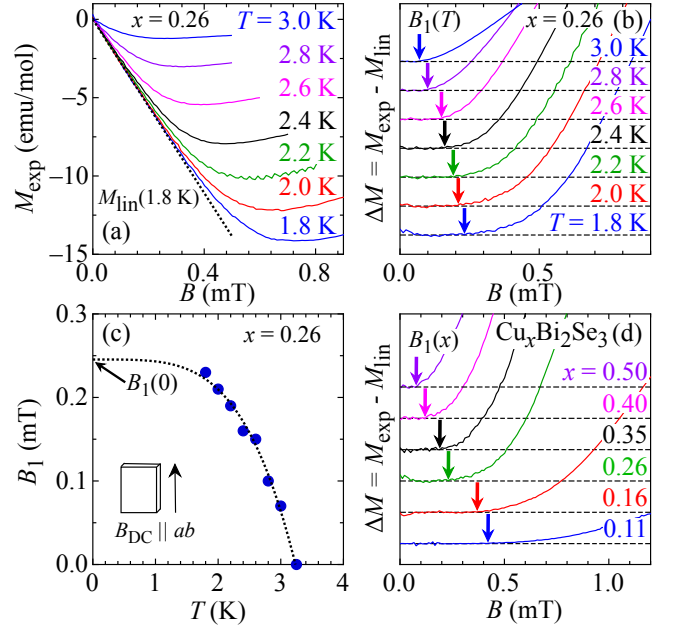 x = 0.26
T = 3.0 K
2.8 K
2.6 K
2.4 K
2.2 K
2.0 K
1.8 K
M_lin(1.8 K)
(a)
0
−5
−10
−15
M_exp (emu/mol)
0.0
0.4
0.8
B (mT)
B₁(T)
x = 0.26
(b)
3.0 K
2.8 K
2.6 K
2.4 K
2.2 K
2.0 K
T = 1.8 K
ΔM = M_exp - M_lin
0.0
0.5
B (mT)
(c)
x = 0.26
B₁(0)
B_DC || ab
0.3
0.2
0.1
0.0
B₁ (mT)
0
1
2
3
4
T (K)
B₁(x)
CuₓBi₂Se₃ (d)
x = 0.50
0.40
0.35
0.26
0.16
0.11
ΔM = M_exp - M_lin
0.0
0.5
1.0
B (mT)